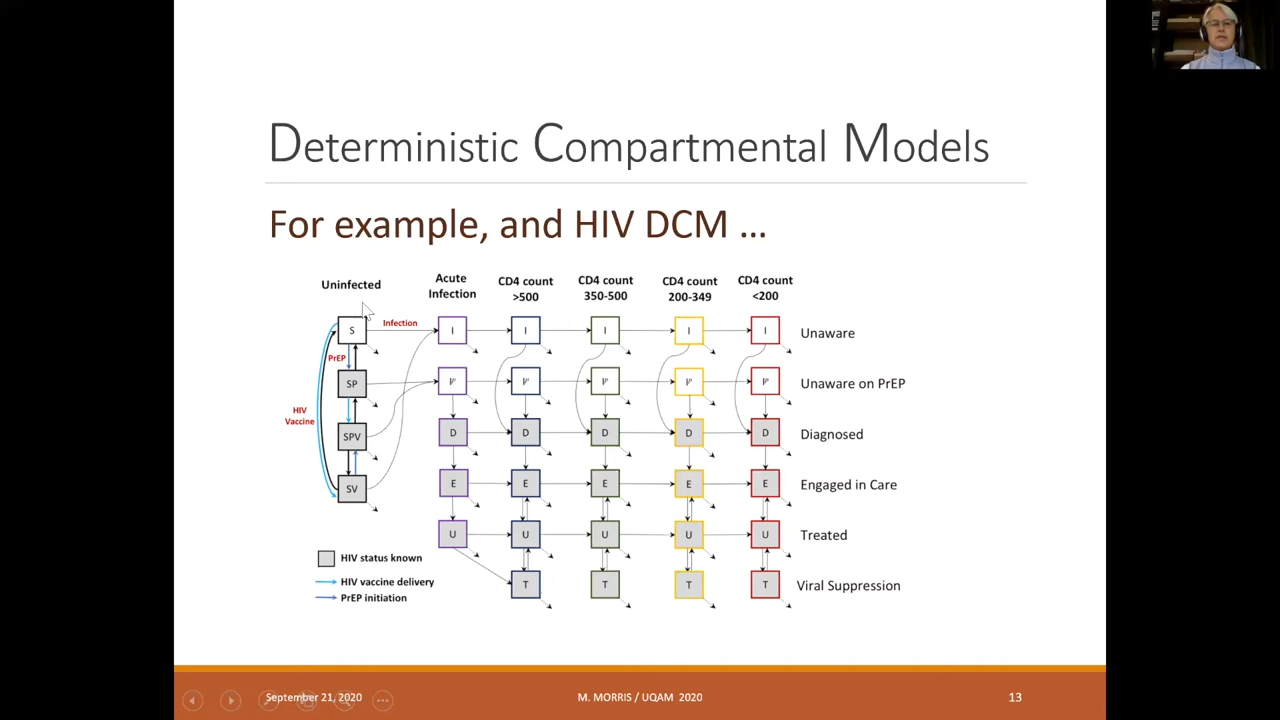 Deterministic Compartmental Models
For example, and HIV DCM …
Uninfected
Acute
Infection
CD4 count
>500
CD4 count
350-500
CD4 count
200-349
CD4 count
<200
S
Infection
I
I
I
I
I
Unaware
PrEP
SP
Unaware on PrEP
HIV
Vaccine
SPV
D
D
D
D
D
Diagnosed
SV
E
E
E
E
E
Engaged in Care
U
U
U
U
U
Treated
HIV status known
HIV vaccine delivery
PrEP initiation
T
T
T
T
Viral Suppression
September 21, 2020
M. MORRIS / UQAM 2020
13